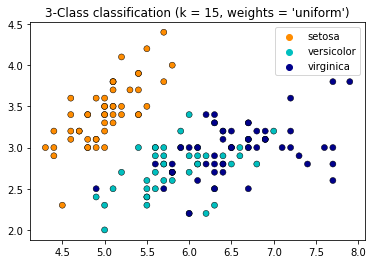 3-Class classification (k = 15, weights = 'uniform')
setosa
versicolor
virginica
4.5
4.0
3.5
3.0
2.5
2.0
4.5 5.0 5.5 6.0 6.5 7.0 7.5 8.0